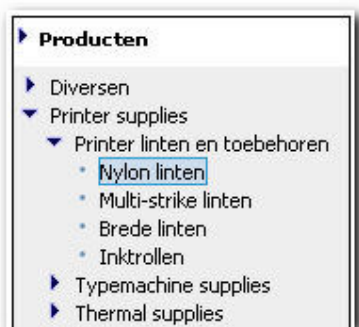 Producten
Diversen
Printer supplies
Printer linten en toebehoren
Nylon linten
Multi-strike linten
Brede linten
Inktrollen
Typemachine supplies
Thermal supplies